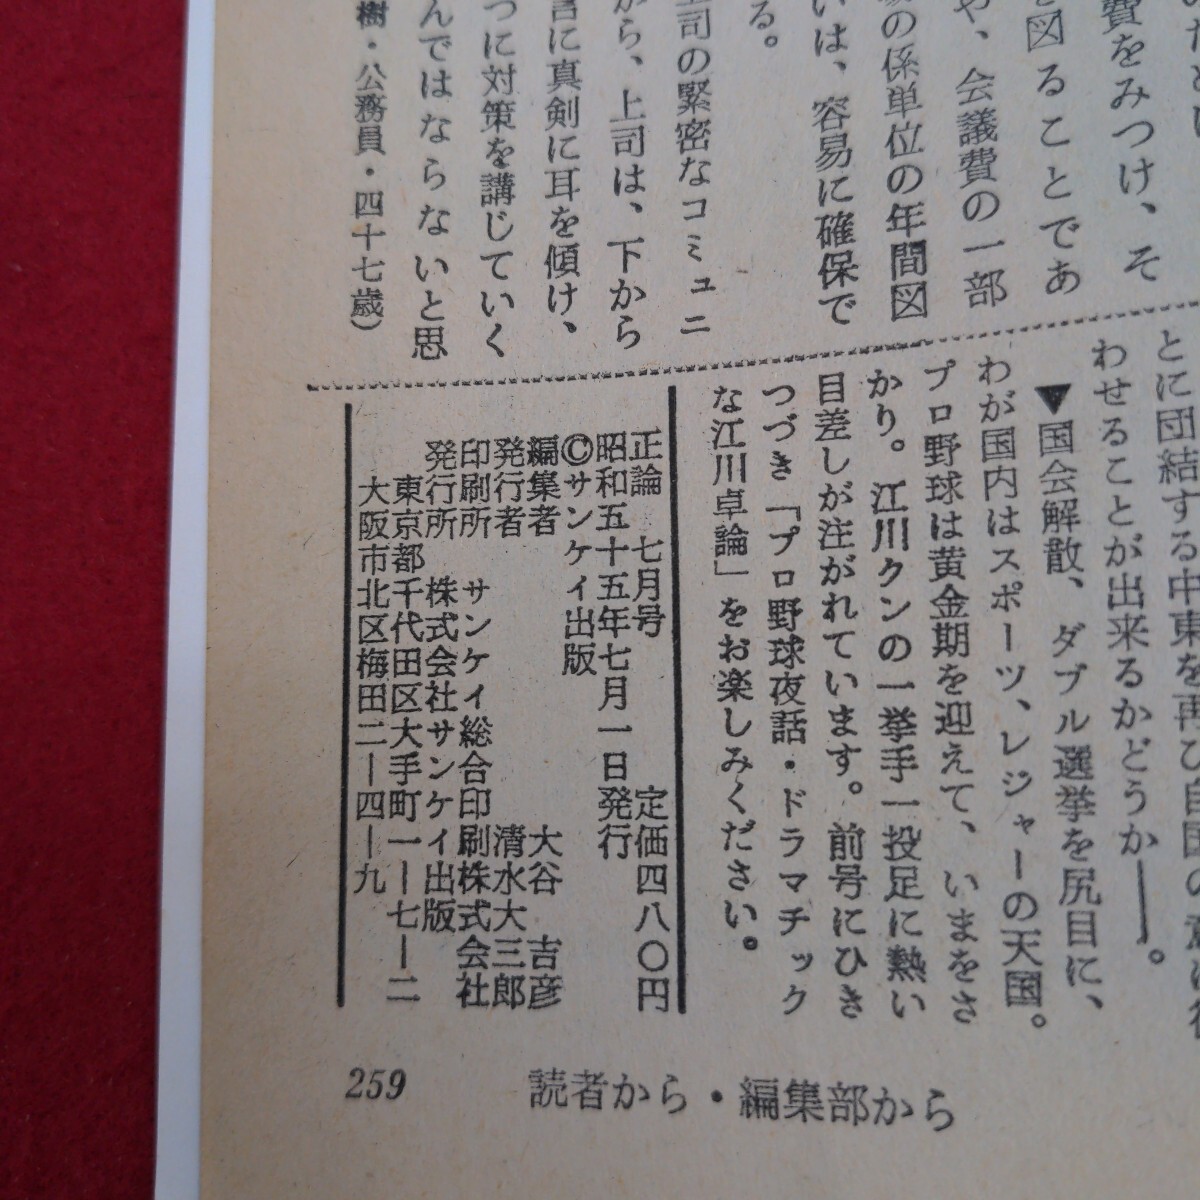 費をみつけ、そ
図ることであ
や、会議費の一部
の係単位の年間図
いは、容易に確保で
る。
上司の緊密なコミュニ
から、上司は、下から
言に真剣に耳を傾け、
つに対策を講じていく
んではならないと思
樹・公務員・四十七歳）
とに団結する中東を再び自国の
わせることが出来るかどうか――。
▼国会解散、ダブル選挙を尻目に、
わが国内はスポーツ、レジャーの天国。
プロ野球は黄金期を迎えて、いまをさ
かり。江川クンの一挙手一投足に熱い
目差しが注がれています。前号にひき
つづき「プロ野球夜話・ドラマチック
な江川卓論」をお楽しみください。
正論　七月号　定価四八〇円
昭和五十五年七月一日発行
©サンケイ出版
編集者　大谷　吉彦
発行者　清水大三郎
印刷所　サンケイ総合印刷株式会社
発行所　株式会社サンケイ出版
東京都千代田区大手町一ー七ー二
大阪市北区梅田二ー四ー九
259　読者から・編集部から